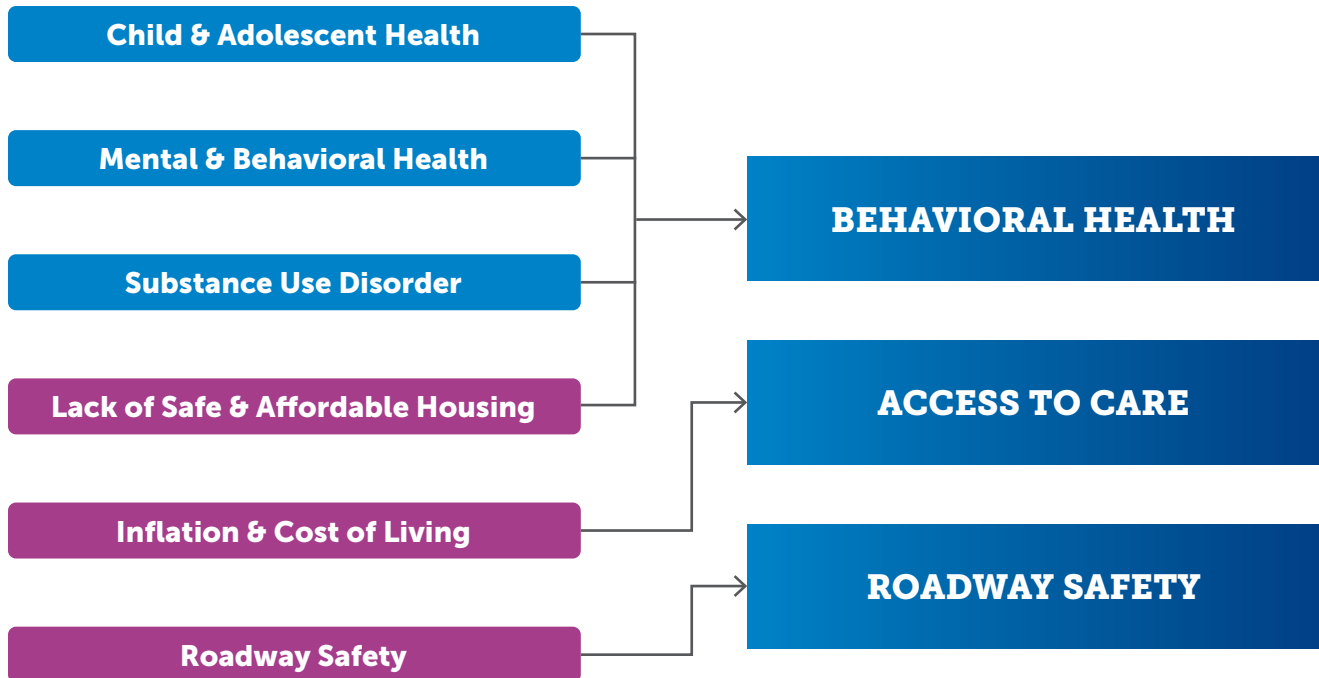 Child & Adolescent Health
Mental & Behavioral Health
Substance Use Disorder
Lack of Safe & Affordable Housing
Inflation & Cost of Living
Roadway Safety
BEHAVIORAL HEALTH
ACCESS TO CARE
ROADWAY SAFETY